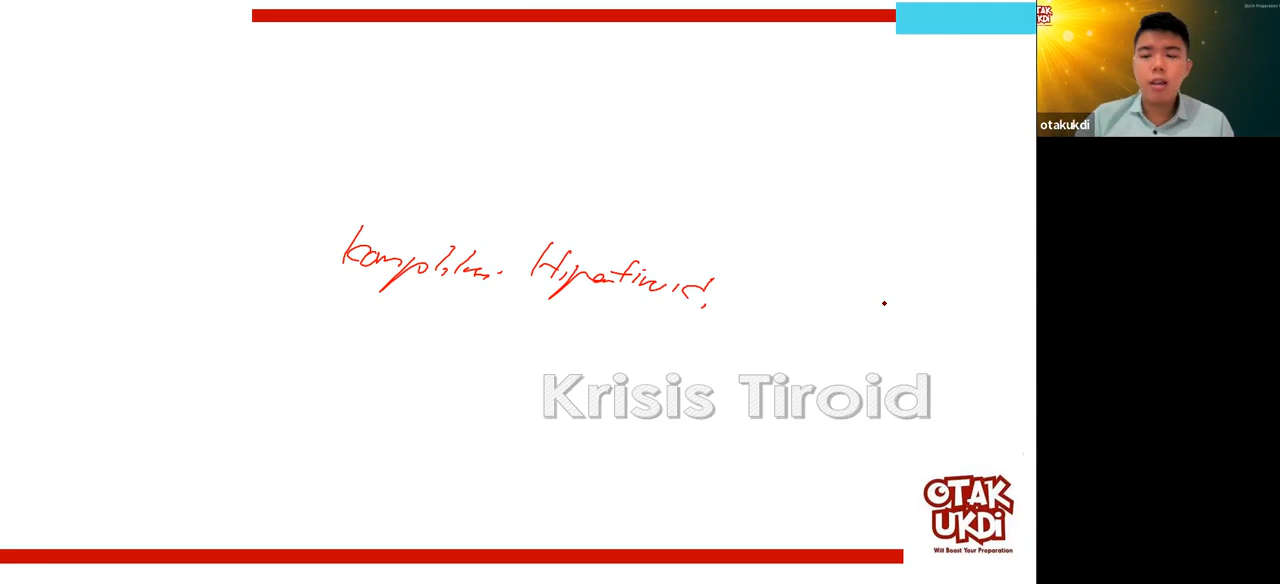 komplikasi Hipertiroid.
Krisis Tiroid
OTAK
UKDi
Will Boost Your Preparation
otakukdi